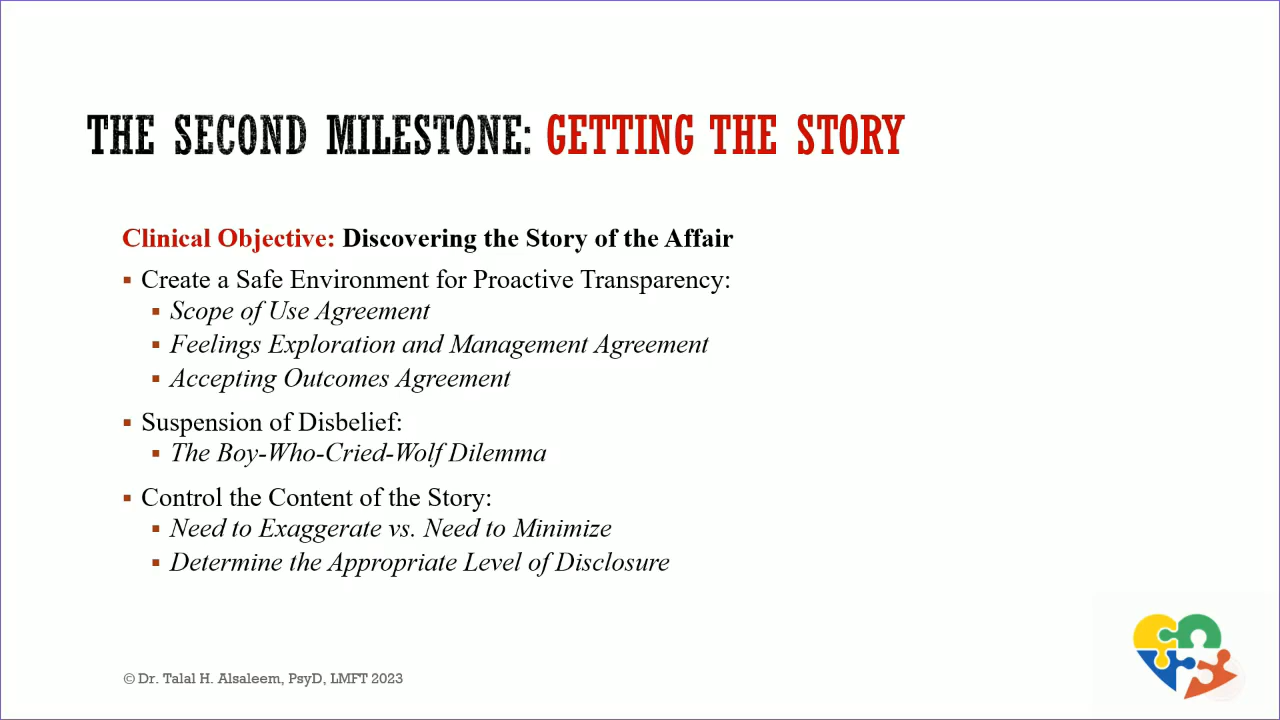 THE SECOND MILESTONE: GETTING THE STORY
Clinical Objective: Discovering the Story of the Affair
▪ Create a Safe Environment for Proactive Transparency:
▪ Scope of Use Agreement
▪ Feelings Exploration and Management Agreement
▪ Accepting Outcomes Agreement
▪ Suspension of Disbelief:
▪ The Boy-Who-Cried-Wolf Dilemma
▪ Control the Content of the Story:
▪ Need to Exaggerate vs. Need to Minimize
▪ Determine the Appropriate Level of Disclosure
© Dr. Talal H. Alsaleem, PsyD, LMFT 2023